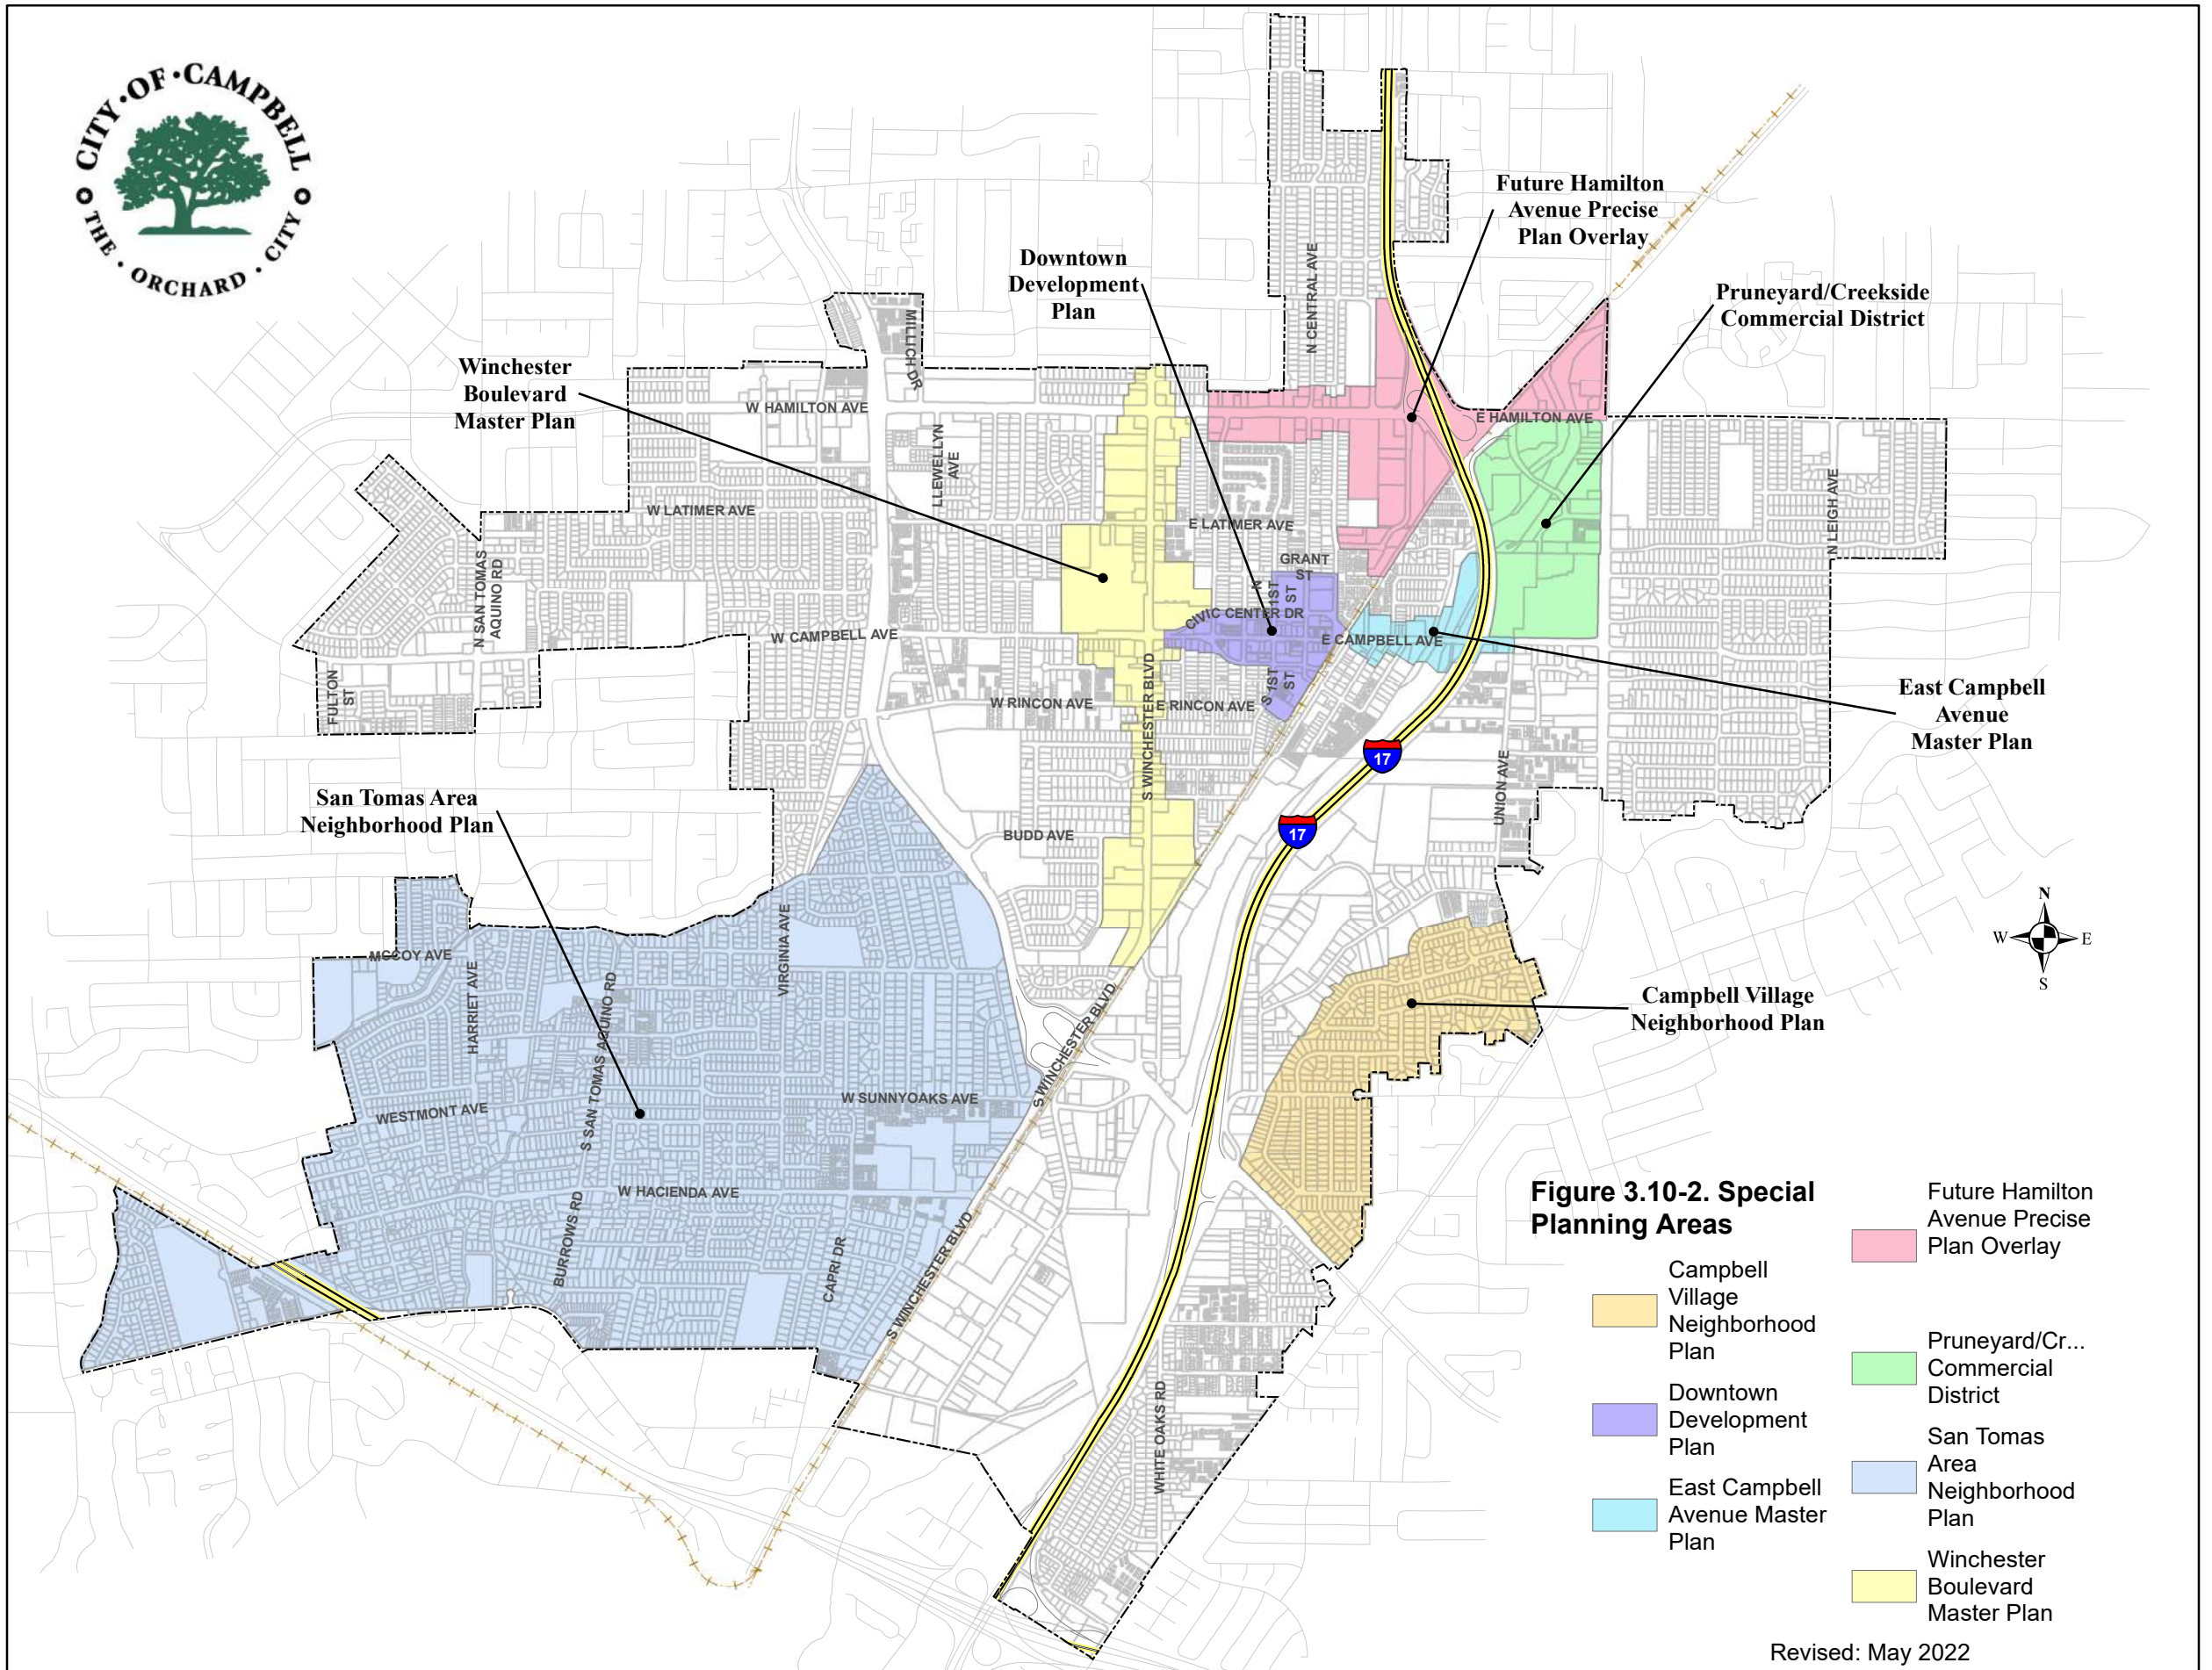 CITY·OF·CAMPBELL
THE · ORCHARD · CITY
Future Hamilton
Avenue Precise
Plan Overlay
Downtown
Development
Plan
Pruneyard/Creekside
Commercial District
Winchester
Boulevard
Master Plan
N CENTRAL AVE
MILLICH DR
W HAMILTON AVE
E HAMILTON AVE
LLEWELLYN
AVE
N LEIGH AVE
W LATIMER AVE
E LATIMER AVE
N SAN TOMAS
AQUINO RD
GRANT
ST
N
1ST
ST
CIVIC CENTER DR
W CAMPBELL AVE
E CAMPBELL AVE
FULTON
ST
W RINCON AVE
E RINCON AVE
S 1ST
ST
S WINCHESTER BLVD
East Campbell
Avenue
Master Plan
17
17
UNION AVE
San Tomas Area
Neighborhood Plan
BUDD AVE
MCCOY AVE
HARRIET AVE
VIRGINIA AVE
S SAN TOMAS AQUINO RD
N
W
E
S
Campbell Village
Neighborhood Plan
S WINCHESTER BLVD
WESTMONT AVE
W SUNNYOAKS AVE
W HACIENDA AVE
BURROWS RD
CAPRI DR
S WINCHESTER BLVD
WHITE OAKS RD
Figure 3.10-2. Special
Planning Areas
Campbell
Village
Neighborhood
Plan
Downtown
Development
Plan
East Campbell
Avenue Master
Plan
Future Hamilton
Avenue Precise
Plan Overlay
Pruneyard/Cr...
Commercial
District
San Tomas
Area
Neighborhood
Plan
Winchester
Boulevard
Master Plan
Revised: May 2022